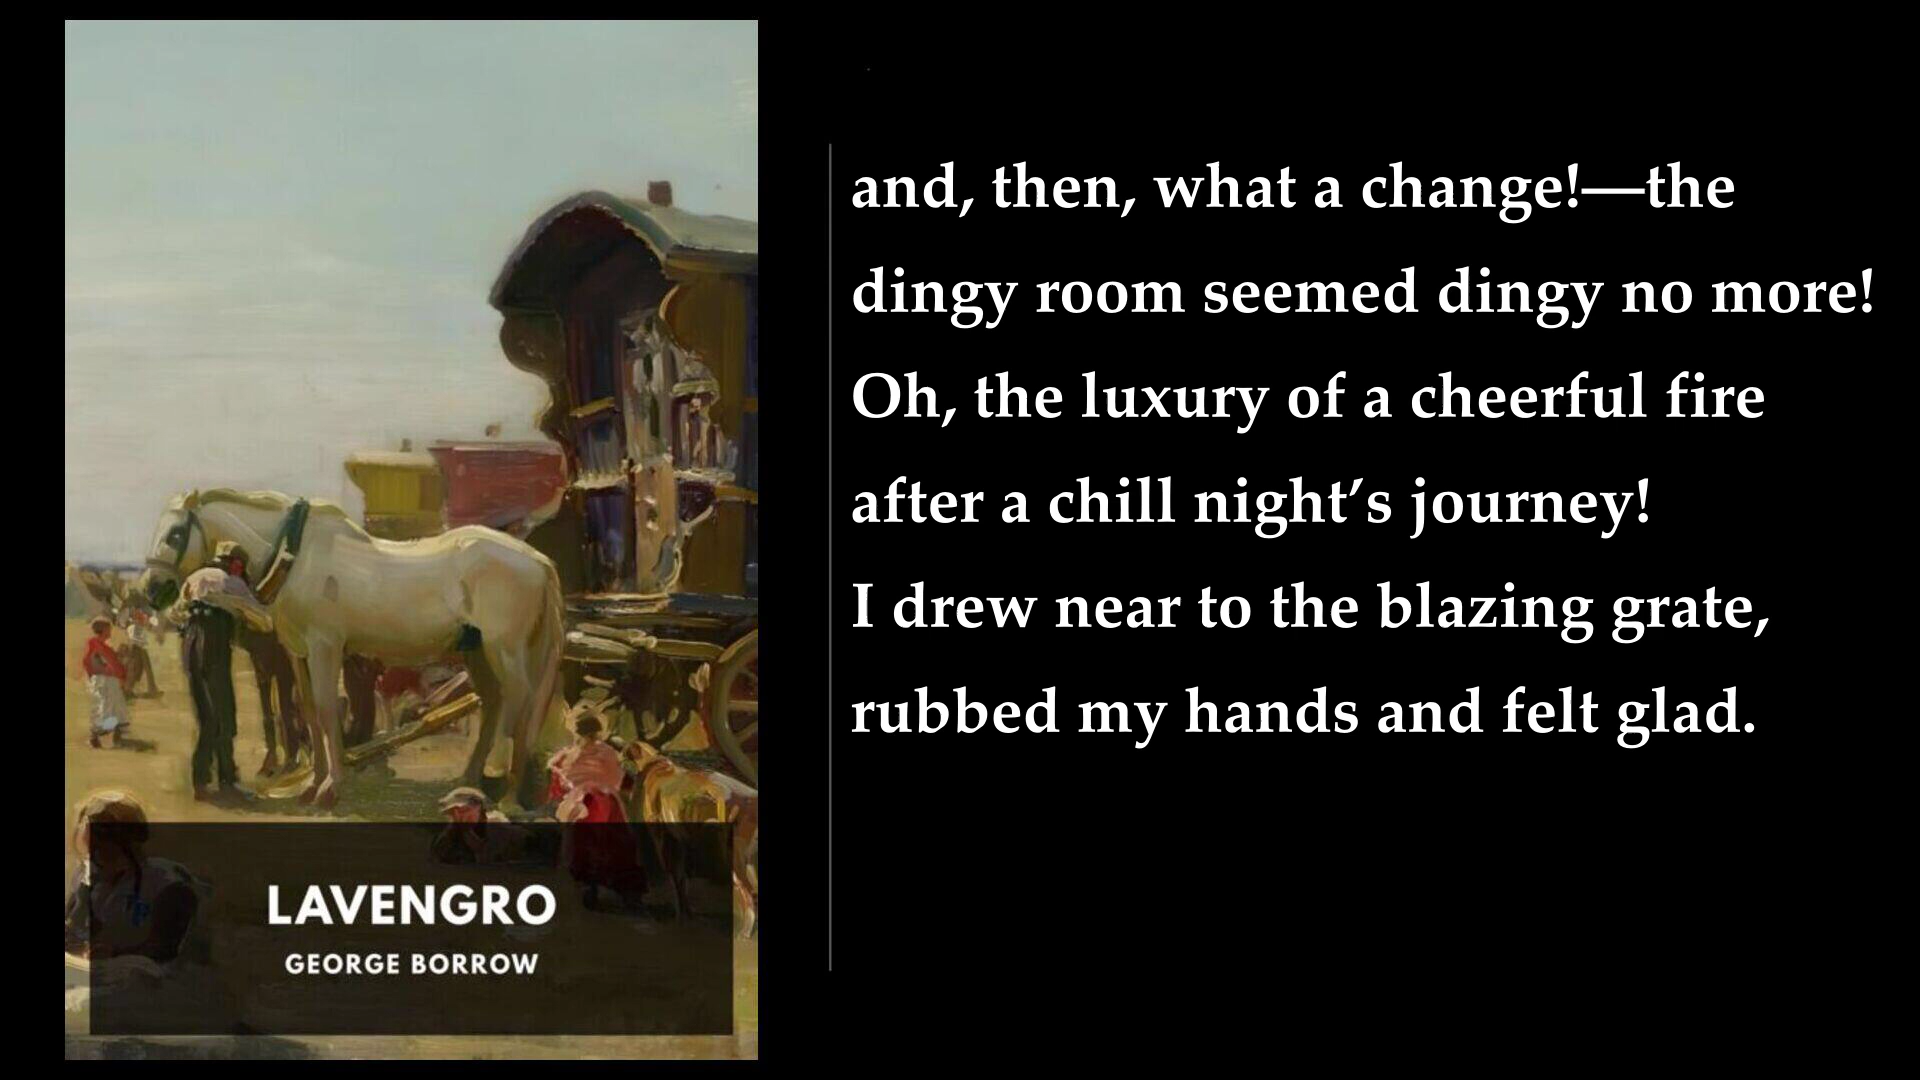 and, then, what a change!—the
dingy room seemed dingy no more!
Oh, the luxury of a cheerful fire
after a chill night’s journey!
I drew near to the blazing grate,
rubbed my hands and felt glad.
LAVENGRO
GEORGE BORROW